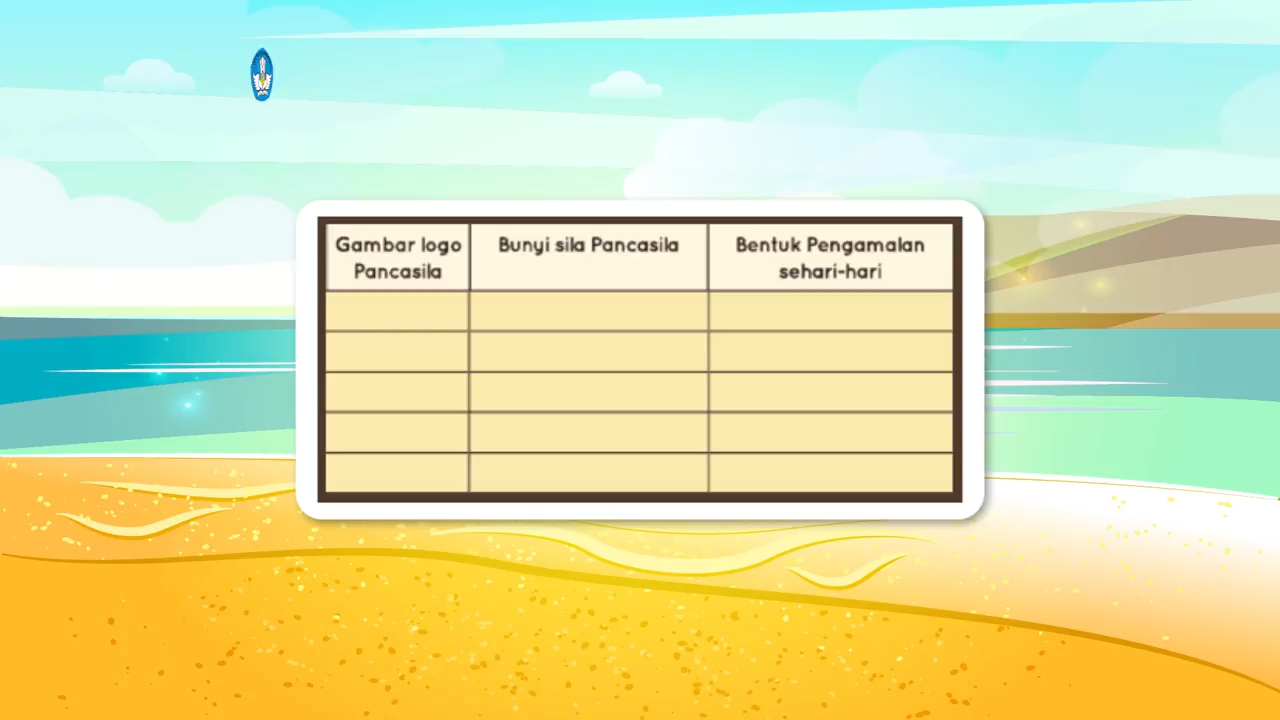 Gambar logo
Pancasila
Bunyi sila Pancasila
Bentuk Pengamalan
sehari-hari